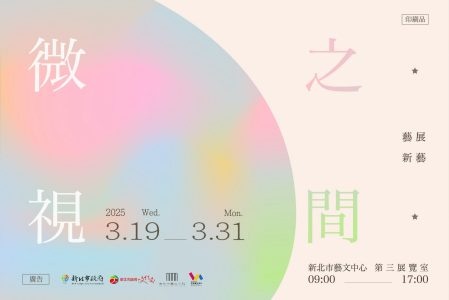 印刷品
微視之間
藝展
新藝
2025 Wed. Mon.
3.19 — 3.31
新北市藝文中心 第三展覽室
09:00 — 17:00
廣告
新北市政府